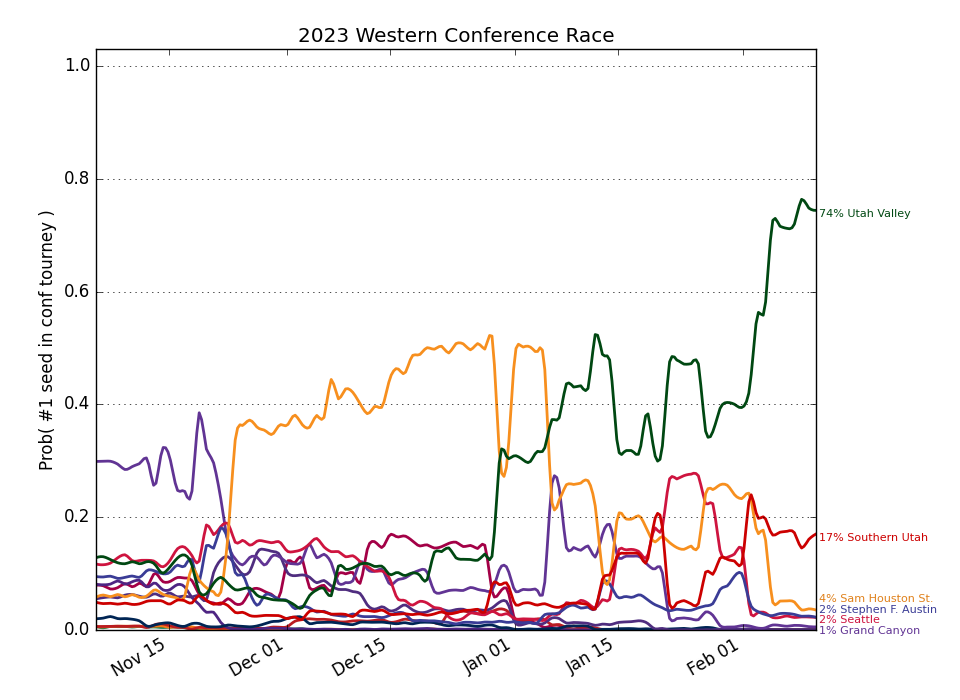 2023 Western Conference Race
Prob( #1 seed in conf tourney )
1.0
0.8
0.6
0.4
0.2
0.0
Nov 15
Dec 01
Dec 15
Jan 01
Jan 15
Feb 01
74% Utah Valley
17% Southern Utah
4% Sam Houston St.
2% Stephen F. Austin
2% Seattle
1% Grand Canyon